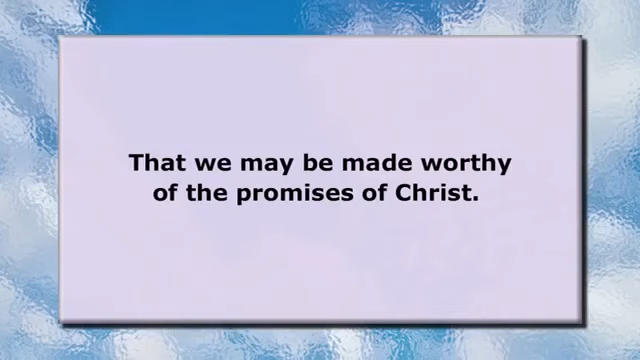 That we may be made worthy
of the promises of Christ.